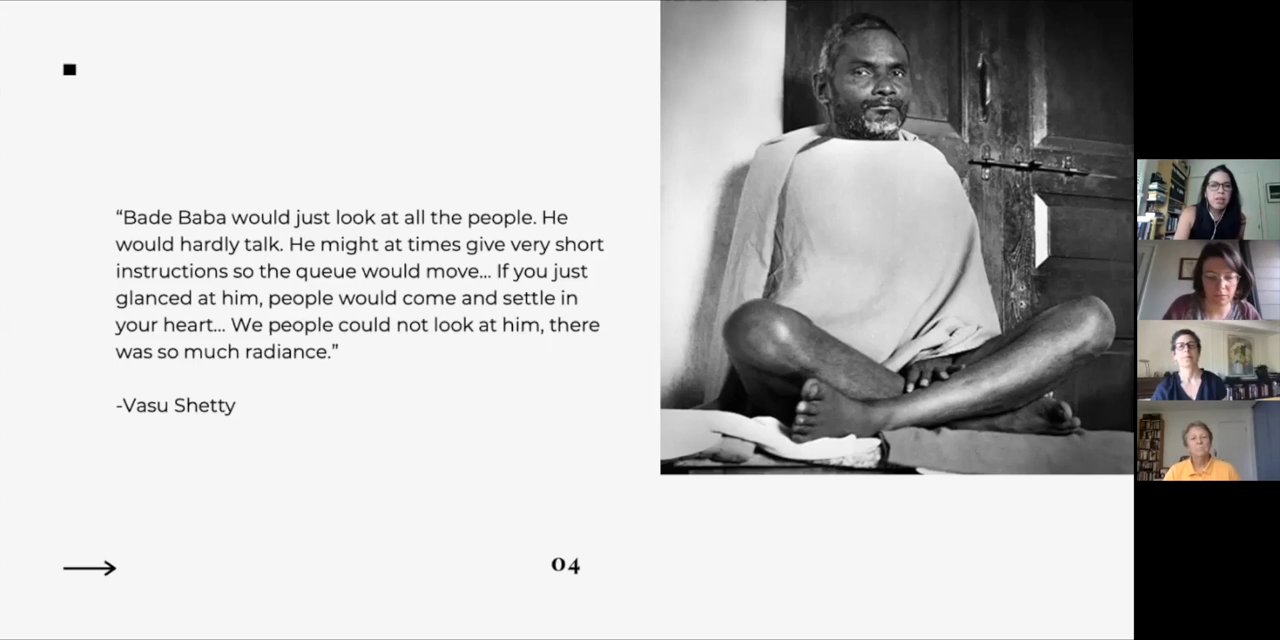 “Bade Baba would just look at all the people. He
would hardly talk. He might at times give very short
instructions so the queue would move... If you just
glanced at him, people would come and settle in
your heart... We people could not look at him, there
was so much radiance.”
-Vasu Shetty
04